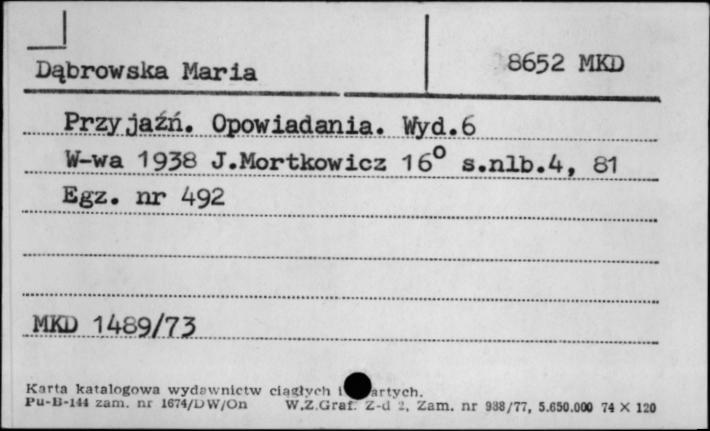 Dąbrowska Maria
8652 MKD
Przyjaźń. Opowiadania. Wyd.6
W-wa 1938 J.Mortkowicz 16° s.nlb.4, 81
Egz. nr 492
MKD 1489/73
Karta katalogowa wydawnictw ciągłych i artych.
Pu-B-144 zam. nr 1674/DW/On W.Z.Graf. Z-d 2, Zam. nr 988/77, 5.650.000 74 X 120